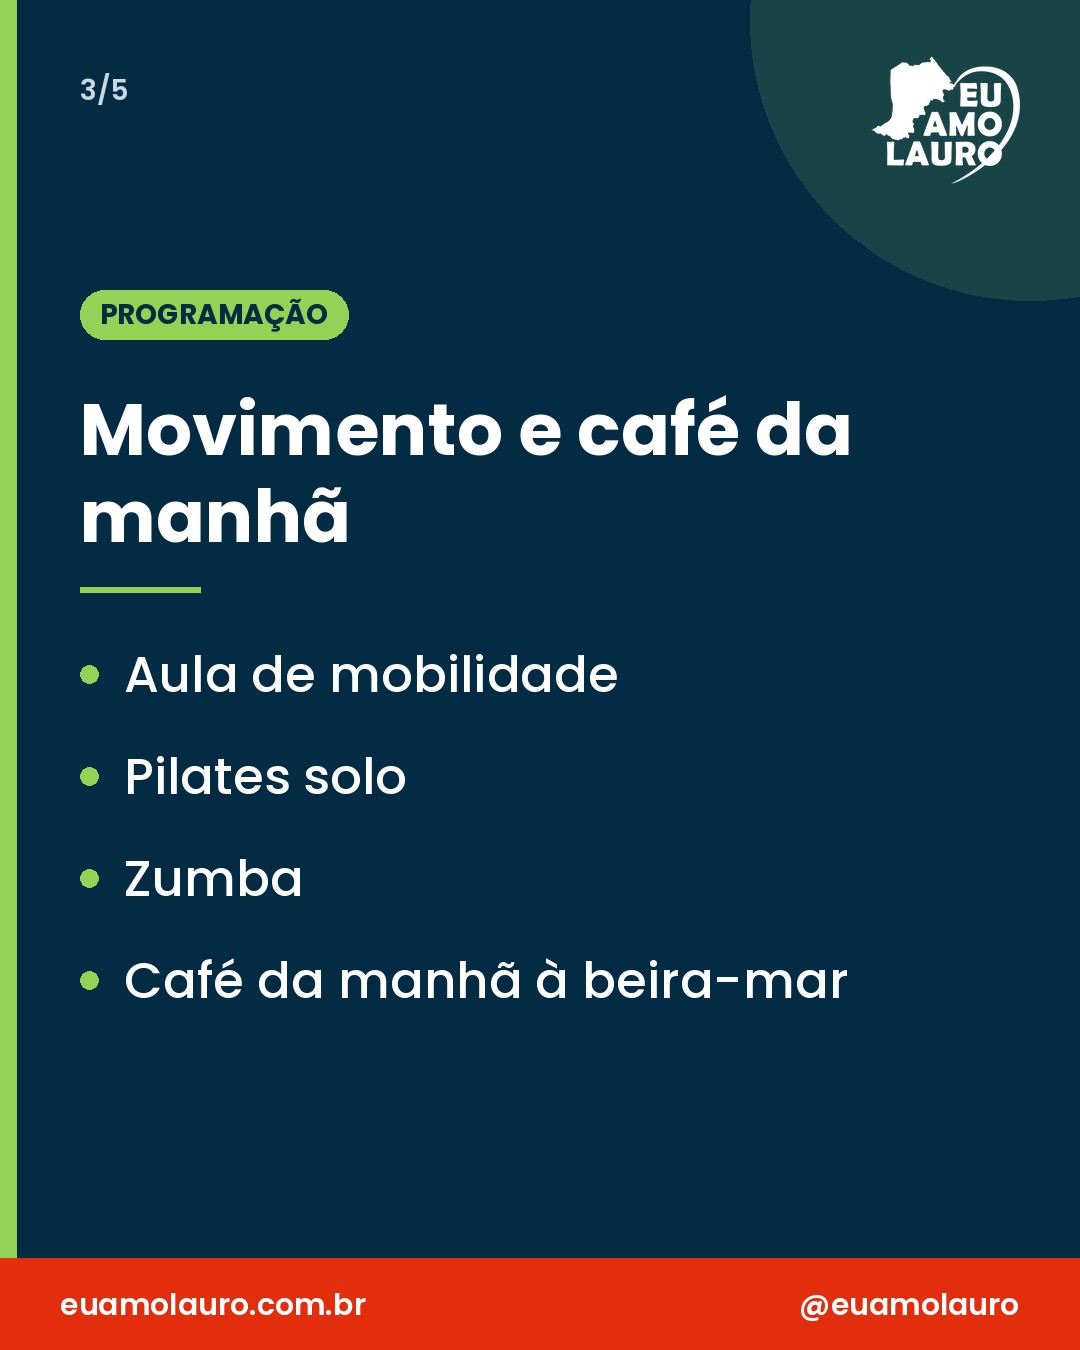 3/5
EU
AMO
LAURO
PROGRAMAÇÃO
Movimento e café da
manhã
Aula de mobilidade
Pilates solo
Zumba
Café da manhã à beira-mar
euamolauro.com.br
@euamolauro